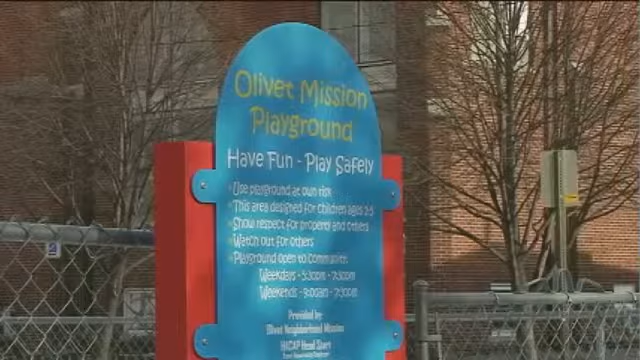 Olivet Mission
Playground
Have Fun - Play Safely
Use playground at own risk
This area designed for children ages 2-5
Show respect for property and others
Watch out for others
Playground open to Community:
Weekdays - 5:30pm - 7:30pm
Weekends - 9:00am - 7:30pm
Provided by:
Olivet Neighborhood Mission
HACAP Head Start